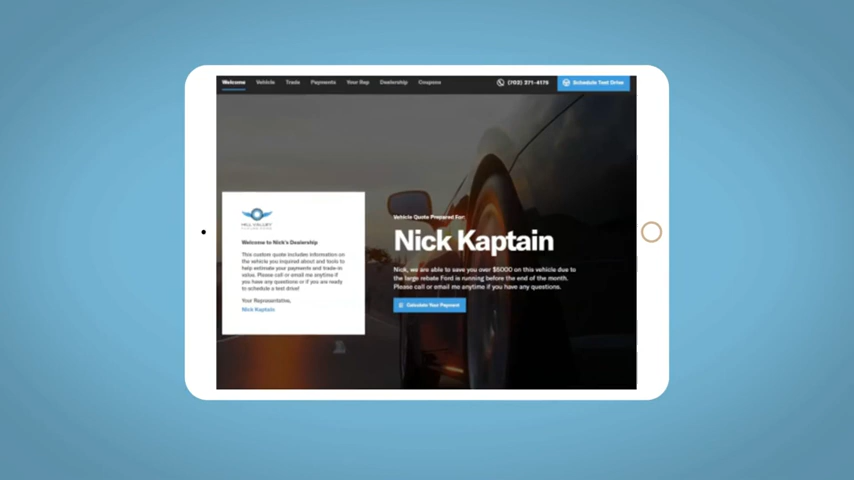 Welcome Vehicle Trade Payments Your Rep Dealership Coupons (702) 371-4175 Schedule Test Drive
HILL VALLEY
Welcome to Nick's Dealership
This custom quote includes information on
the vehicle you inquired about and tools to
help estimate your payments and trade-in
value. Please call or email me anytime if
you have any questions or if you are ready
to schedule a test drive!
Your Representative,
Nick Kaptain
Vehicle Quote Prepared For:
Nick Kaptain
Nick, we are able to save you over $6000 on this vehicle due to
the large rebate Ford is running before the end of the month.
Please call or email me anytime if you have any questions.
Calculate Your Payment